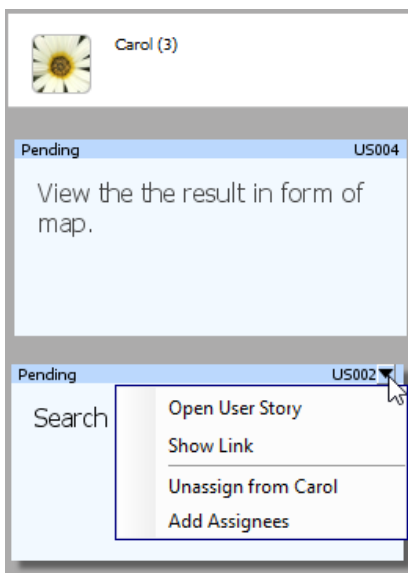 Carol (3)
Pending US004
View the the result in form of
map.
Pending US002
Search
Open User Story
Show Link
Unassign from Carol
Add Assignees